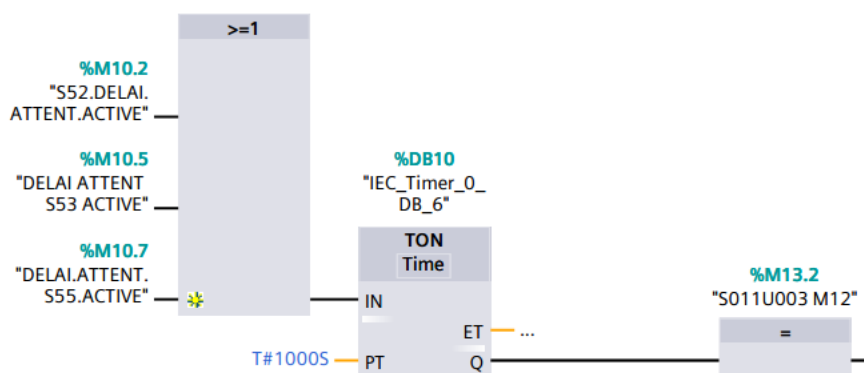 >=1
%M10.2
"S52.DELAI.
ATTENT.ACTIVE"
%M10.5
"DELAI ATTENT
S53 ACTIVE"
%DB10
"IEC_Timer_0_
DB_6"
%M10.7
"DELAI.ATTENT.
S55.ACTIVE"
TON
Time
%M13.2
"S011U003 M12"
IN
ET
...
=
T#1000S
PT
Q